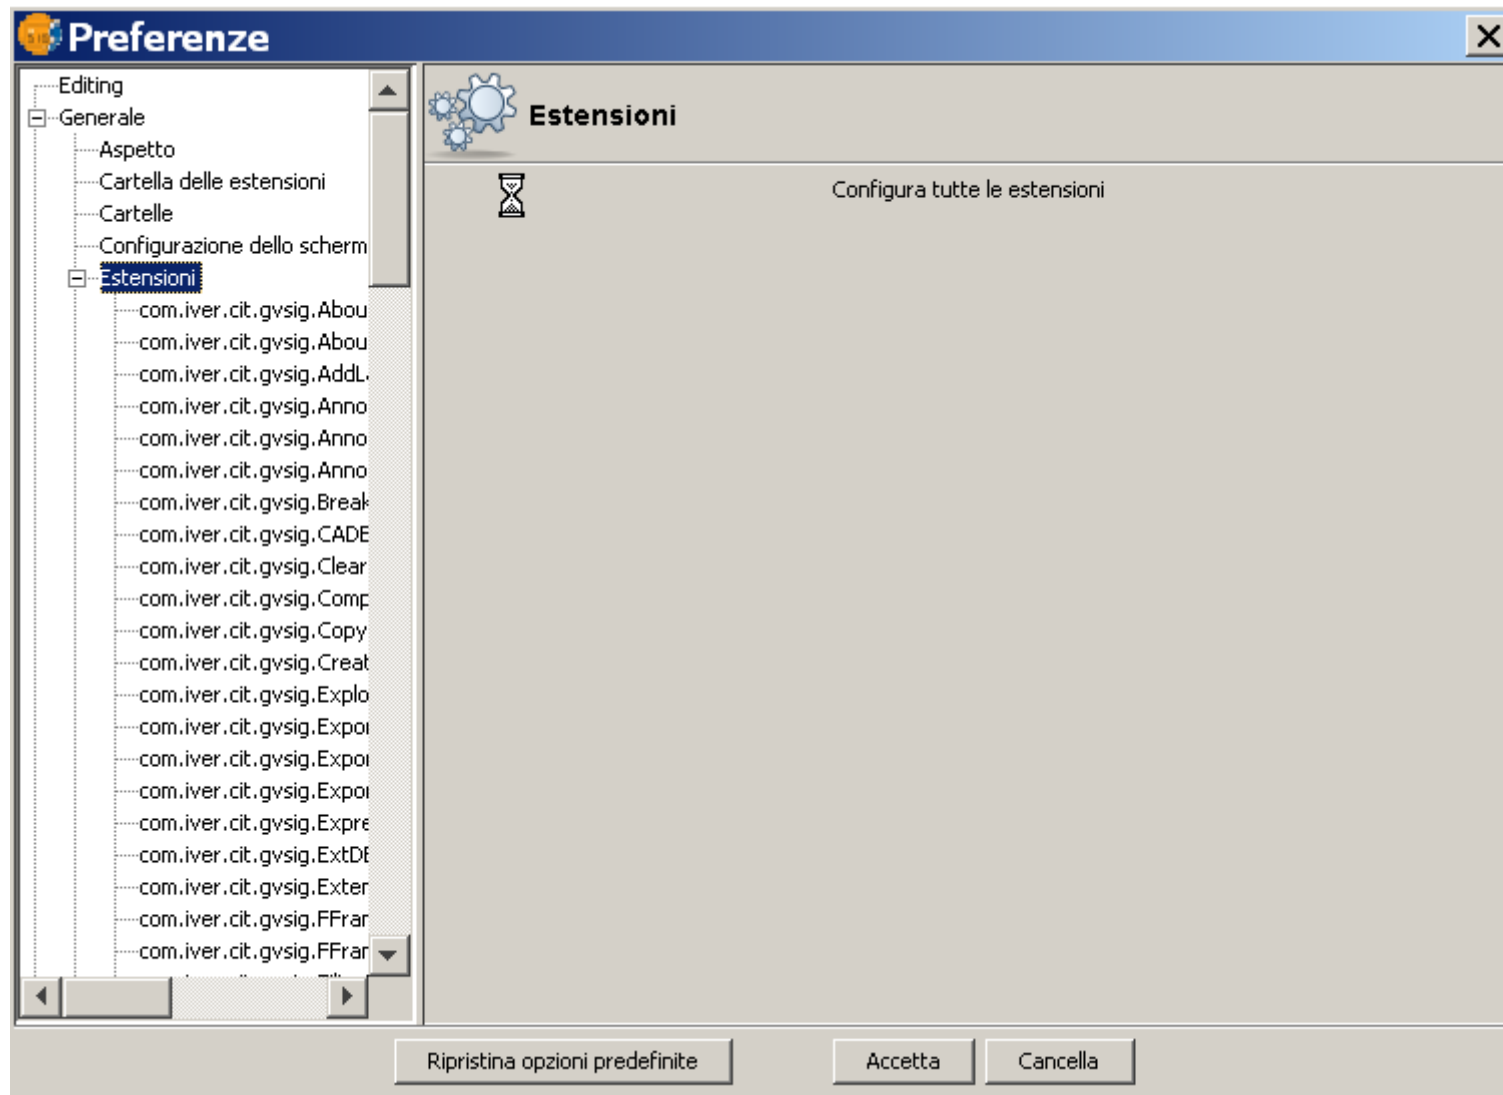 Preferenze
Editing
Generale
Aspetto
Cartella delle estensioni
Cartelle
Configurazione dello scherm
Estensioni
com.iver.cit.gvsig.Abou
com.iver.cit.gvsig.Abou
com.iver.cit.gvsig.AddL
com.iver.cit.gvsig.Anno
com.iver.cit.gvsig.Anno
com.iver.cit.gvsig.Anno
com.iver.cit.gvsig.Break
com.iver.cit.gvsig.CADE
com.iver.cit.gvsig.Clear
com.iver.cit.gvsig.Comp
com.iver.cit.gvsig.Copy
com.iver.cit.gvsig.Creat
com.iver.cit.gvsig.Explo
com.iver.cit.gvsig.Expor
com.iver.cit.gvsig.Expor
com.iver.cit.gvsig.Expor
com.iver.cit.gvsig.Expre
com.iver.cit.gvsig.ExtDE
com.iver.cit.gvsig.Exter
com.iver.cit.gvsig.FFrar
com.iver.cit.gvsig.FFrar
Estensioni
Configura tutte le estensioni
Ripristina opzioni predefinite
Accetta
Cancella